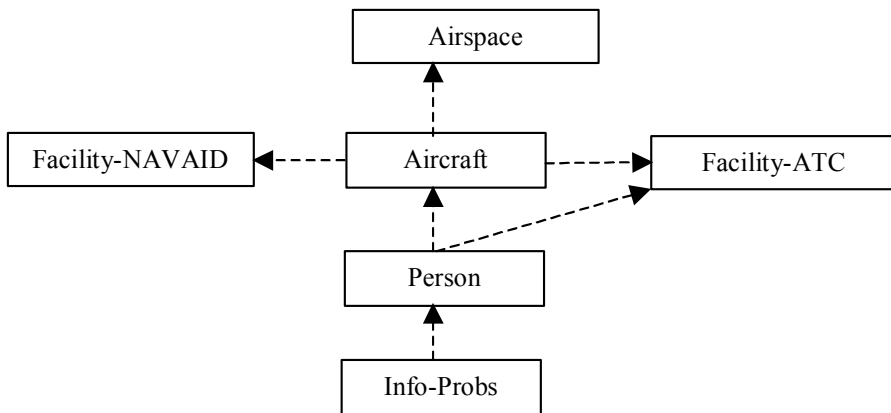 Airspace
Facility-NAVAID
Aircraft
Facility-ATC
Person
Info-Probs